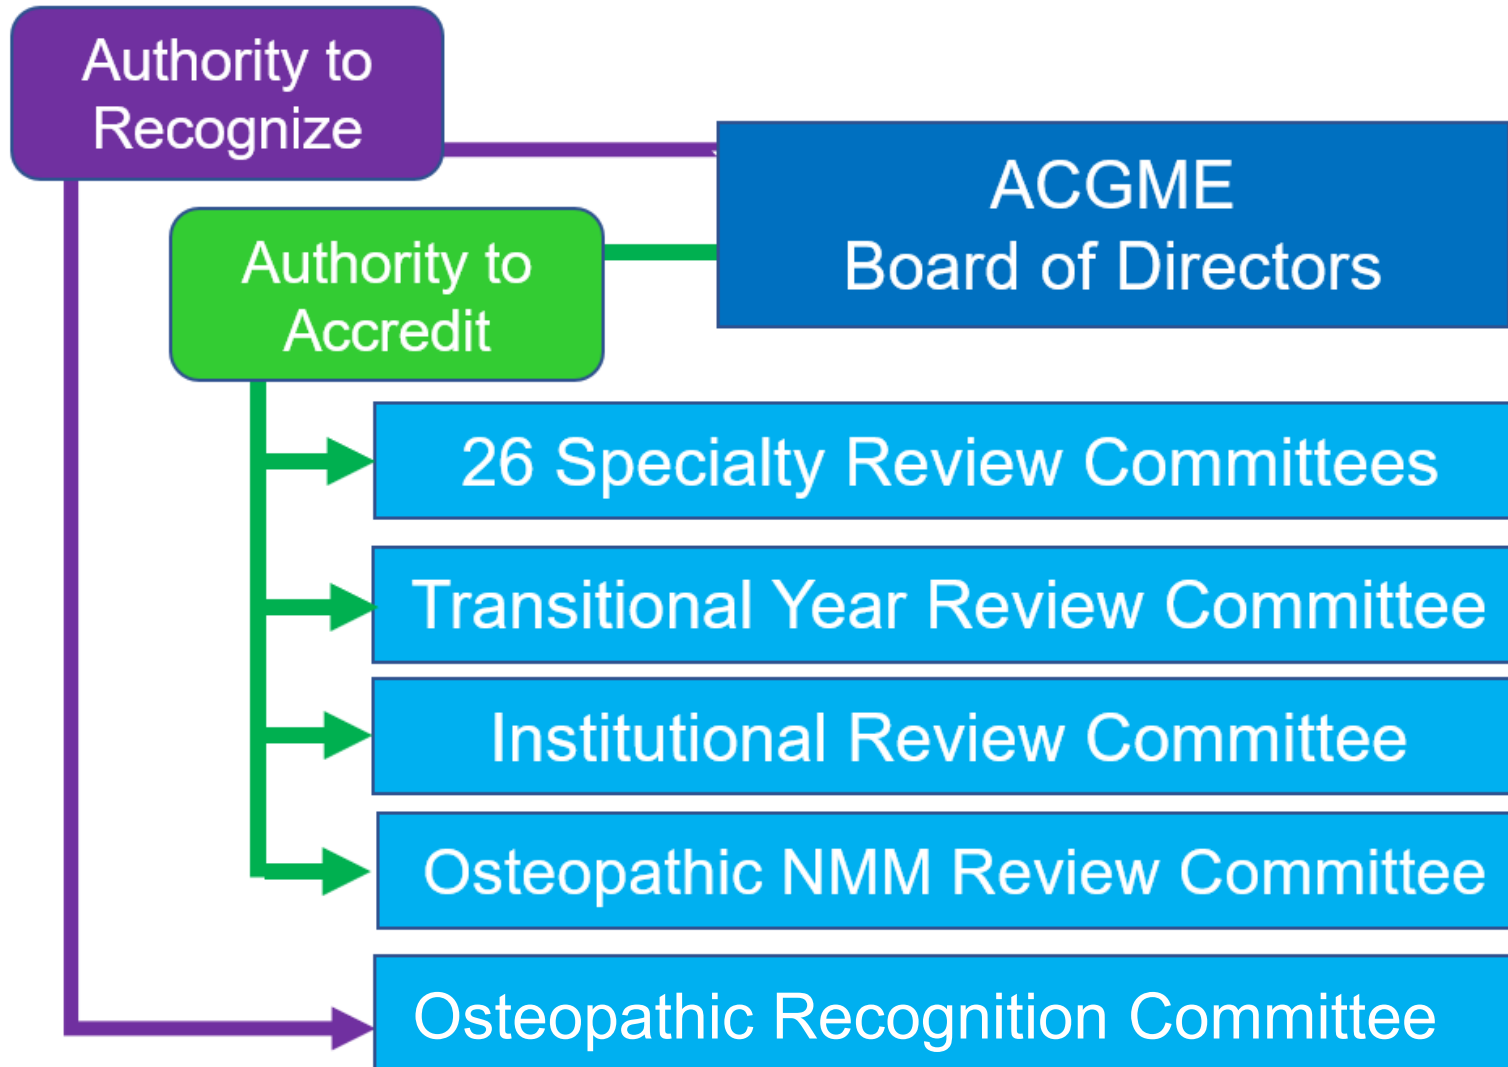 Authority to
Recognize
ACGME
Board of Directors
Authority to
Accredit
26 Specialty Review Committees
Transitional Year Review Committee
Institutional Review Committee
Osteopathic NMM Review Committee
Osteopathic Recognition Committee